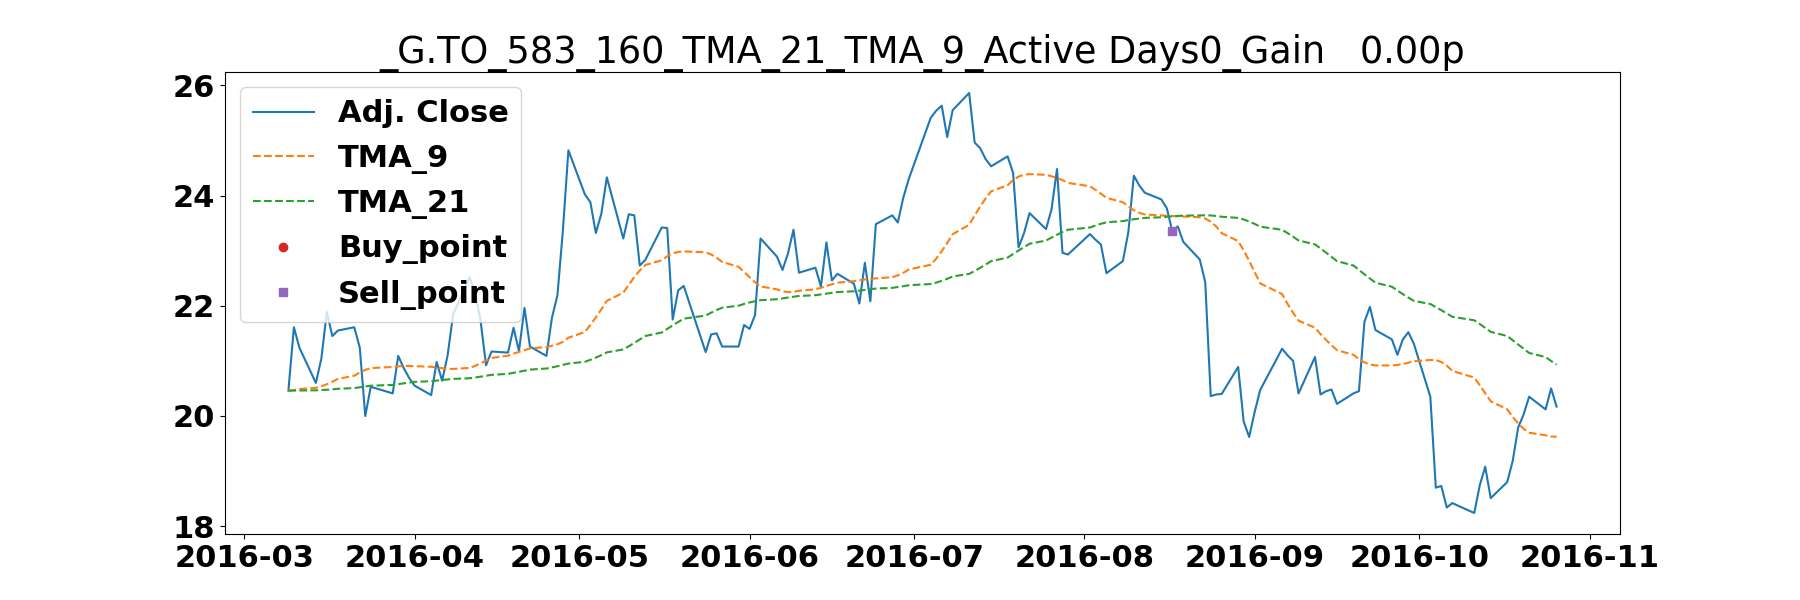 _G.TO_583_160_TMA_21_TMA_9_Active Days0_Gain   0.00p
26
24
22
20
18
Adj. Close
TMA_9
TMA_21
Buy_point
Sell_point
2016-03 2016-04 2016-05 2016-06 2016-07 2016-08 2016-09 2016-10 2016-11